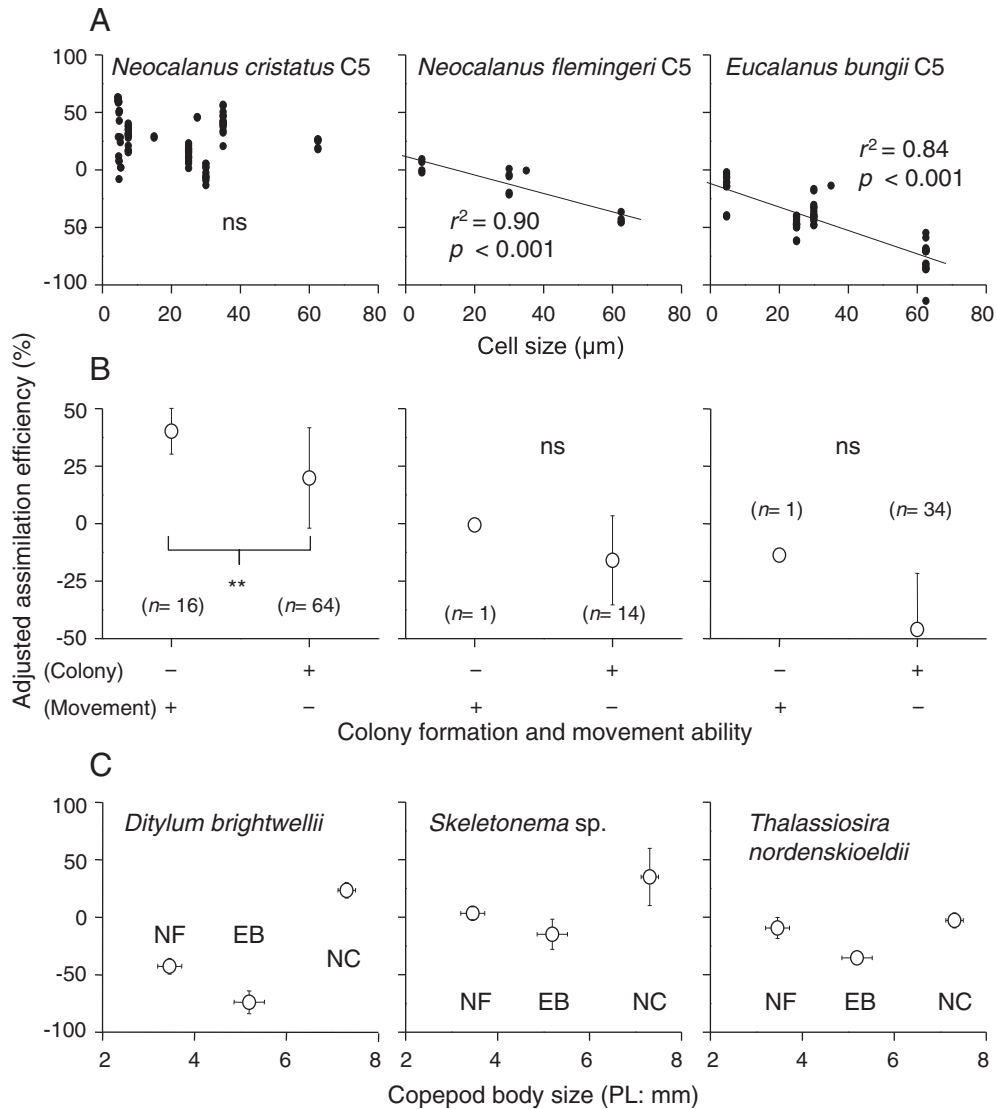 A
Neocalanus cristatus C5
Neocalanus flemingeri C5
Eucalanus bungii C5
100
50
0
50
-100
ns
r² = 0.90
p < 0.001
r² = 0.84
p < 0.001
0 20 40 60 80
0 20 40 60 80
0 20 40 60 80
Cell size (µm)
Adjusted assimilation efficiency (%)
B
50
25
0
-25
-50
**
(n= 16)
(n= 64)
ns
(n= 1)
(n= 14)
ns
(n= 1)
(n= 34)
(Colony) – + – + – +
(Movement) + – + – + –
Colony formation and movement ability
C
Ditylum brightwellii
Skeletonema sp.
Thalassiosira
nordenskioeldii
100
50
0
-50
-100
NF EB NC
NF EB NC
NF EB NC
2 4 6 8
2 4 6 8
2 4 6 8
Copepod body size (PL: mm)